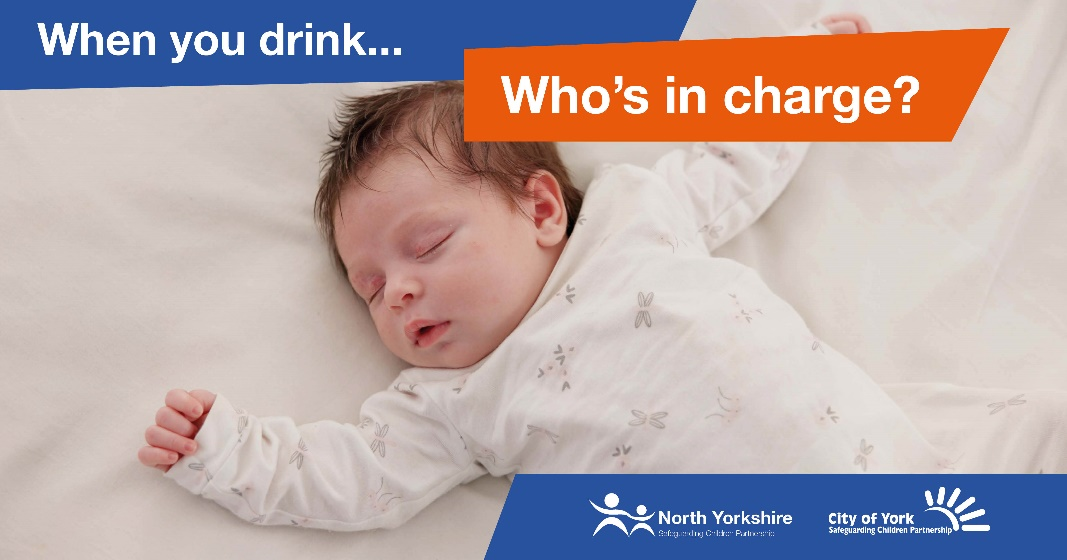 When you drink...
Who's in charge?
North Yorkshire
Safeguarding Children Partnership
City of York
Safeguarding Children Partnership